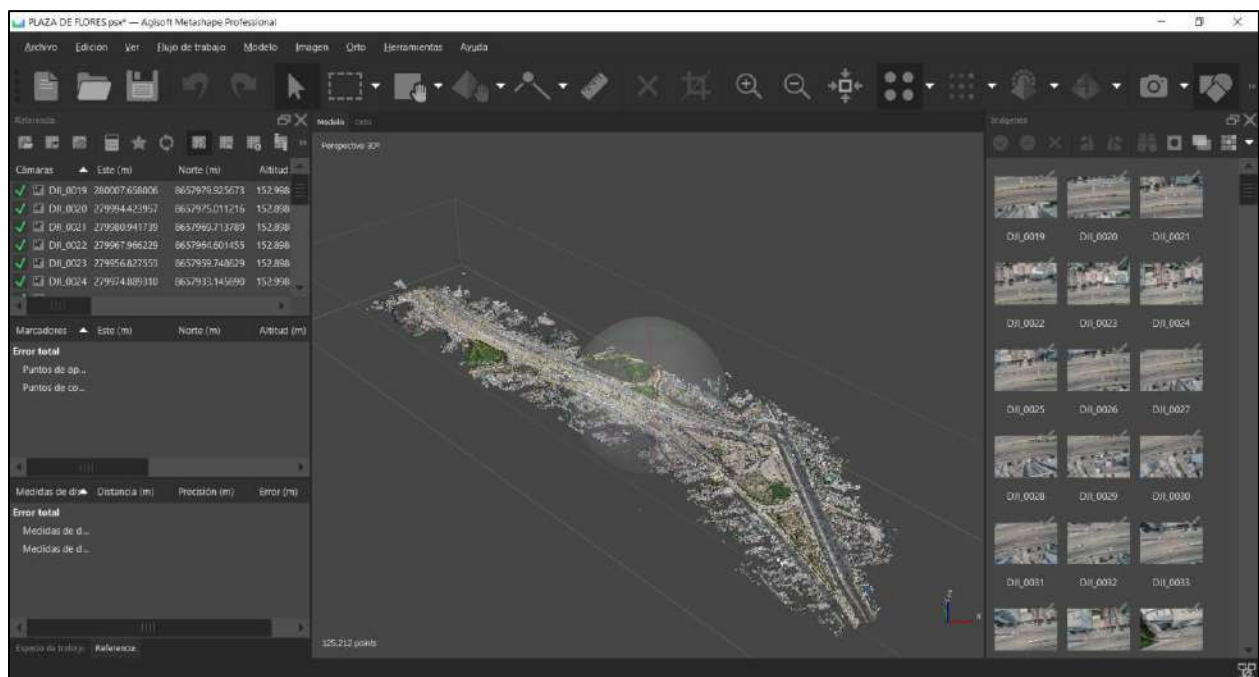 PLAZA DE FLORES.psx* — Agisoft Metashape Professional
Archivo Edición Ver Flujo de trabajo Modelo Imagen Orto Herramientas Ayuda
Referencia
Modelo Orto
Imágenes
Perspectiva 30°
Cámaras Este (m) Norte (m) Altitud
DJI_0019 280007.658006 8657979.925673 152.998
DJI_0020 279994.423957 8657975.011216 152.898
DJI_0021 279980.941739 8657969.713789 152.898
DJI_0022 279967.966229 8657964.601455 152.898
DJI_0023 279956.827553 8657959.748629 152.898
DJI_0024 279974.889310 8657933.145690 152.998
Marcadores Este (m) Norte (m) Altitud (m)
Error total
Puntos de ap...
Puntos de co...
Medidas de di Distancia (m) Precisión (m) Error (m)
Error total
Medidas de d...
Medidas de d...
Espacio de trabajo Referencia
125,212 points
Z
X
DJI_0019 DJI_0020 DJI_0021
DJI_0022 DJI_0023 DJI_0024
DJI_0025 DJI_0026 DJI_0027
DJI_0028 DJI_0029 DJI_0030
DJI_0031 DJI_0032 DJI_0033